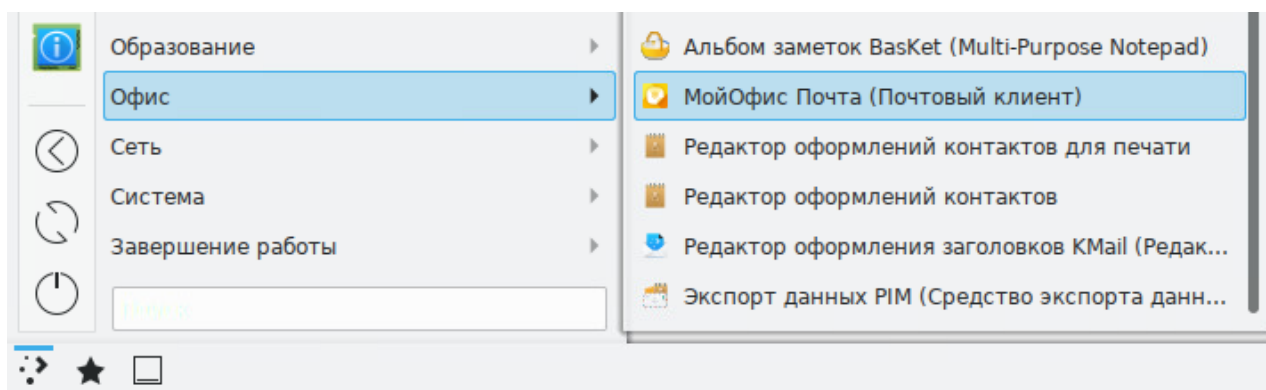 Образование
Офис
Сеть
Система
Завершение работы
Альбом заметок BasKet (Multi-Purpose Notepad)
МойОфис Почта (Почтовый клиент)
Редактор оформлений контактов для печати
Редактор оформлений контактов
Редактор оформления заголовков KMail (Редак...
Экспорт данных PIM (Средство экспорта данн...